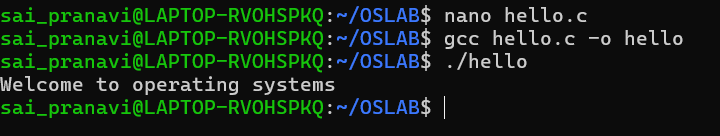 sai_pranavi@LAPTOP-RVOHSPKQ:~/OSLAB$ nano hello.c
sai_pranavi@LAPTOP-RVOHSPKQ:~/OSLAB$ gcc hello.c -o hello
sai_pranavi@LAPTOP-RVOHSPKQ:~/OSLAB$ ./hello
Welcome to operating systems
sai_pranavi@LAPTOP-RVOHSPKQ:~/OSLAB$